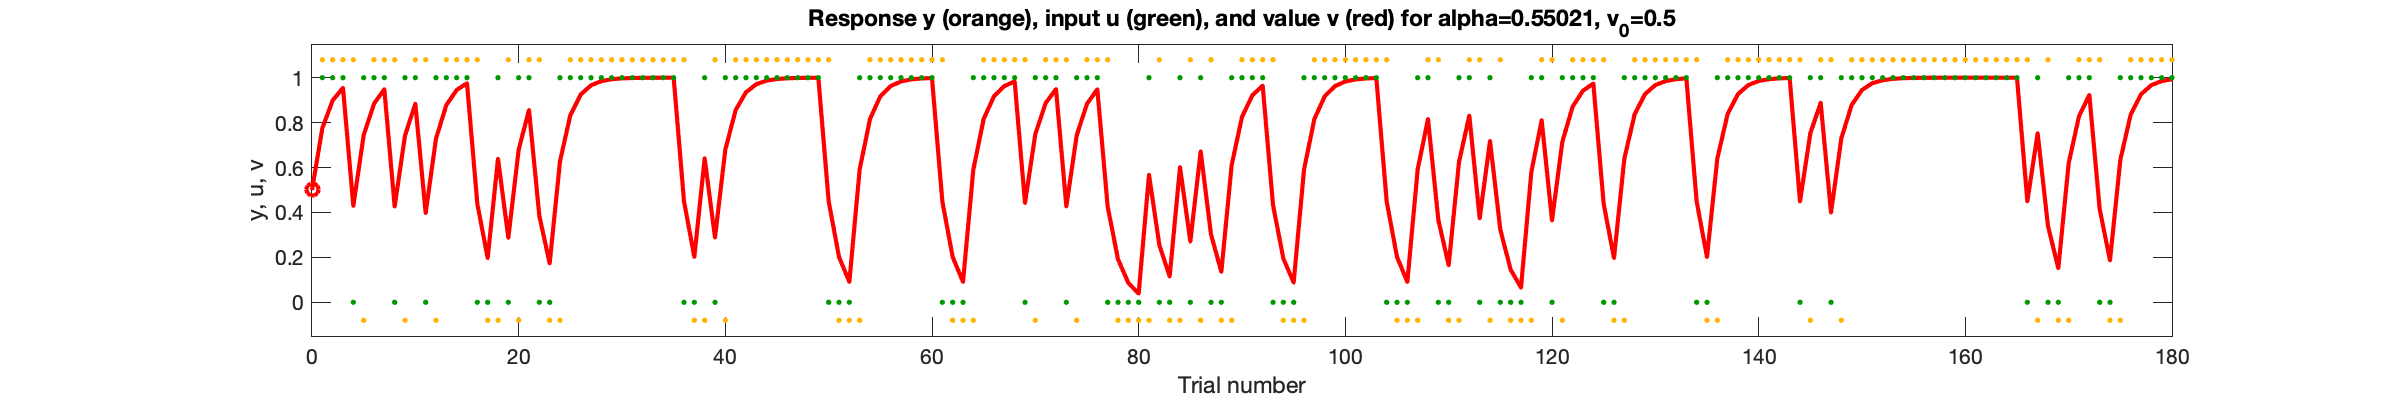 Response y (orange), input u (green), and value v (red) for alpha=0.55021, v0=0.5
y, u, v
1
0.8
0.6
0.4
0.2
0
0 20 40 60 80 100 120 140 160 180
Trial number